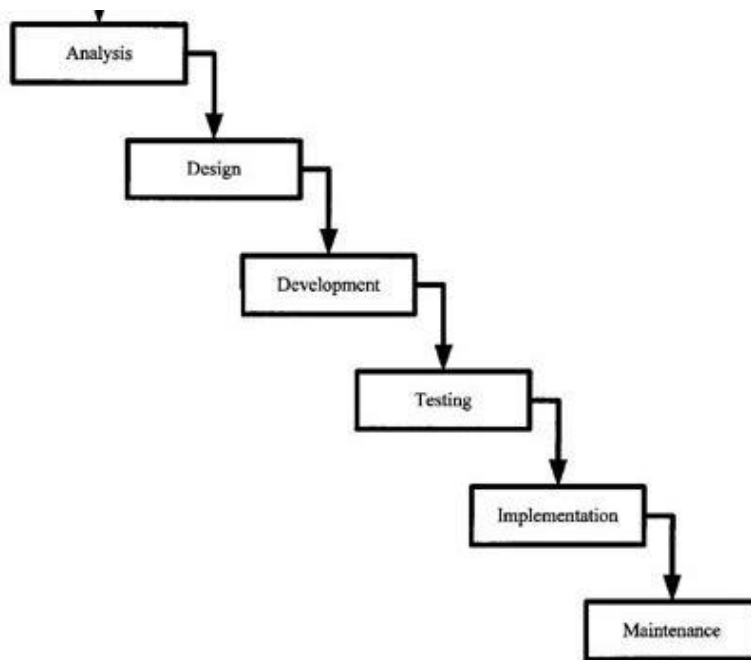 Analysis
Design
Development
Testing
Implementation
Maintenance